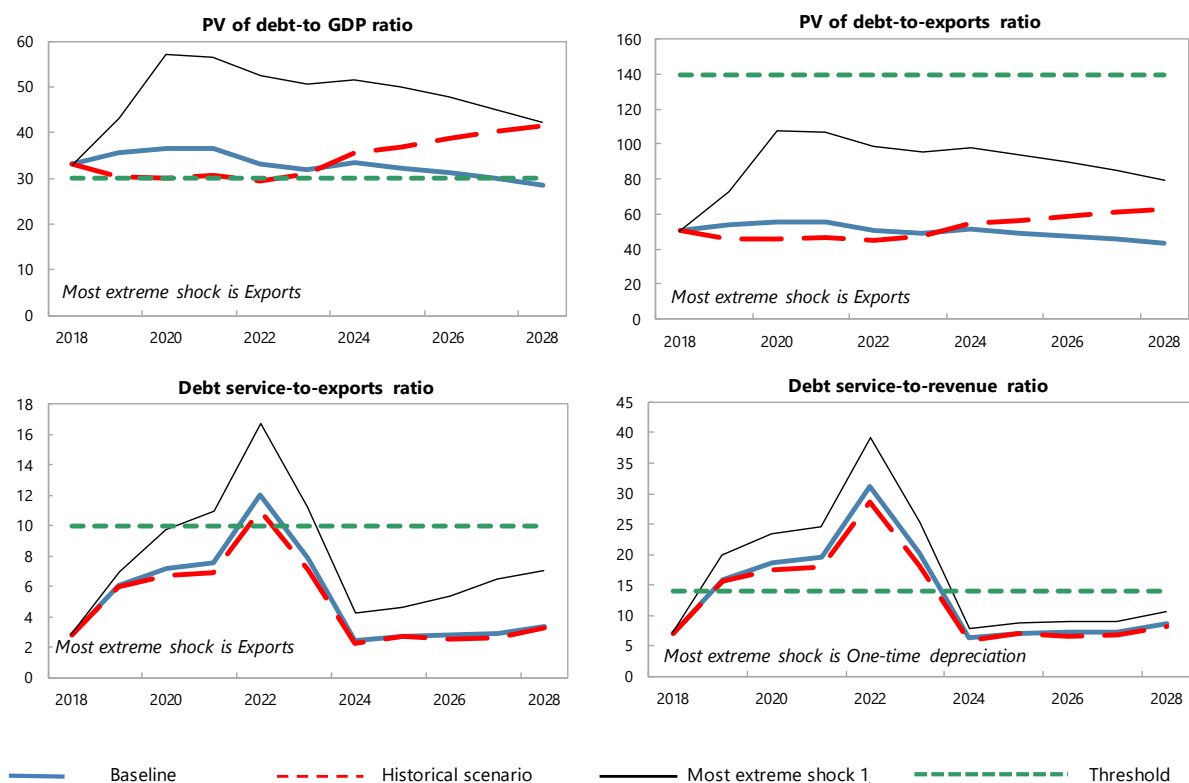 PV of debt-to GDP ratio
60
50
40
30
20
10
0
2018 2020 2022 2024 2026 2028
Most extreme shock is Exports
PV of debt-to-exports ratio
160
140
120
100
80
60
40
20
0
2018 2020 2022 2024 2026 2028
Most extreme shock is Exports
Debt service-to-exports ratio
18
16
14
12
10
8
6
4
2
0
2018 2020 2022 2024 2026 2028
Most extreme shock is Exports
Debt service-to-revenue ratio
45
40
35
30
25
20
15
10
5
0
2018 2020 2022 2024 2026 2028
Most extreme shock is One-time depreciation
Baseline Historical scenario Most extreme shock 1 Threshold